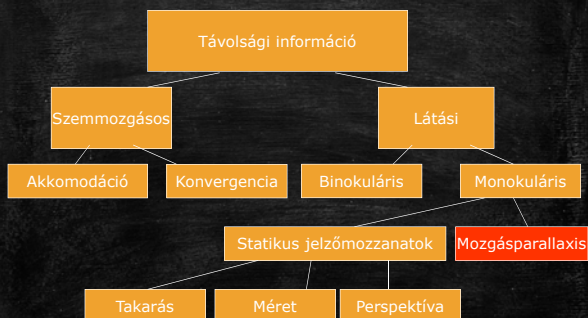 Távolsági információ
Szemmozgásos
Látási
Akkomodáció
Konvergencia
Binokuláris
Monokuláris
Statikus jelzőmozzanatok
Mozgásparallaxis
Takarás
Méret
Perspektíva